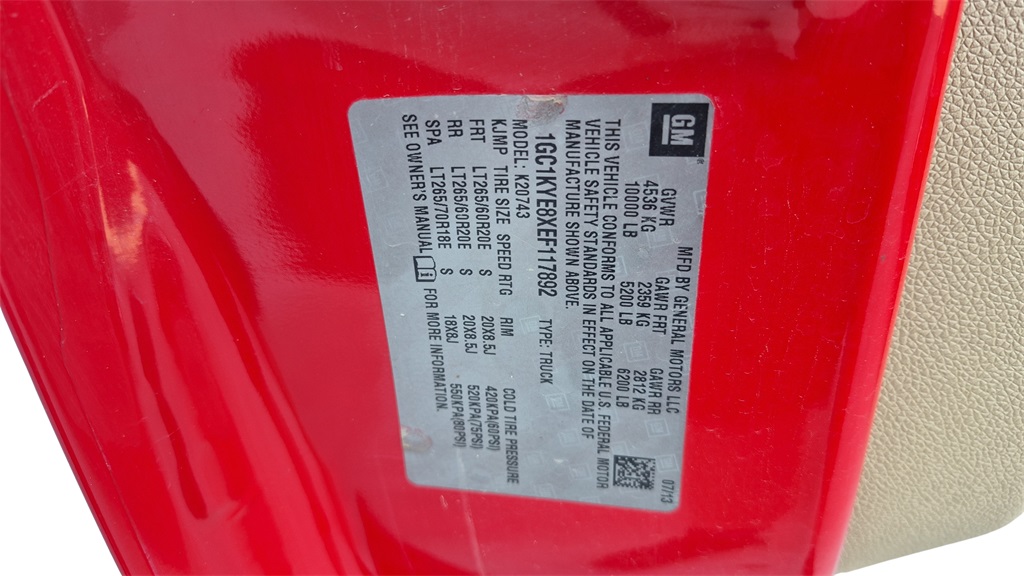 GM
MFD BY GENERAL MOTORS LLC
07/13
GVWR GAWR FRT GAWR RR
4536 KG 2359 KG 2812 KG
10000 LB 5200 LB 6200 LB
THIS VEHICLE CONFORMS TO ALL APPLICABLE U.S. FEDERAL MOTOR
VEHICLE SAFETY STANDARDS IN EFFECT ON THE DATE OF
MANUFACTURE SHOWN ABOVE.
1GC1KYE8XEF117892 TYPE: TRUCK
MODEL: K20743
KJMP TIRE SIZE SPEED RTG RIM COLD TIRE PRESSURE
FRT LT265/60R20E S 20X8.5J 420KPA(60PSI)
RR LT265/60R20E S 20X8.5J 520KPA(75PSI)
SPA LT265/70R18E S 18X8J 550KPA(80PSI)
SEE OWNER'S MANUAL FOR MORE INFORMATION.